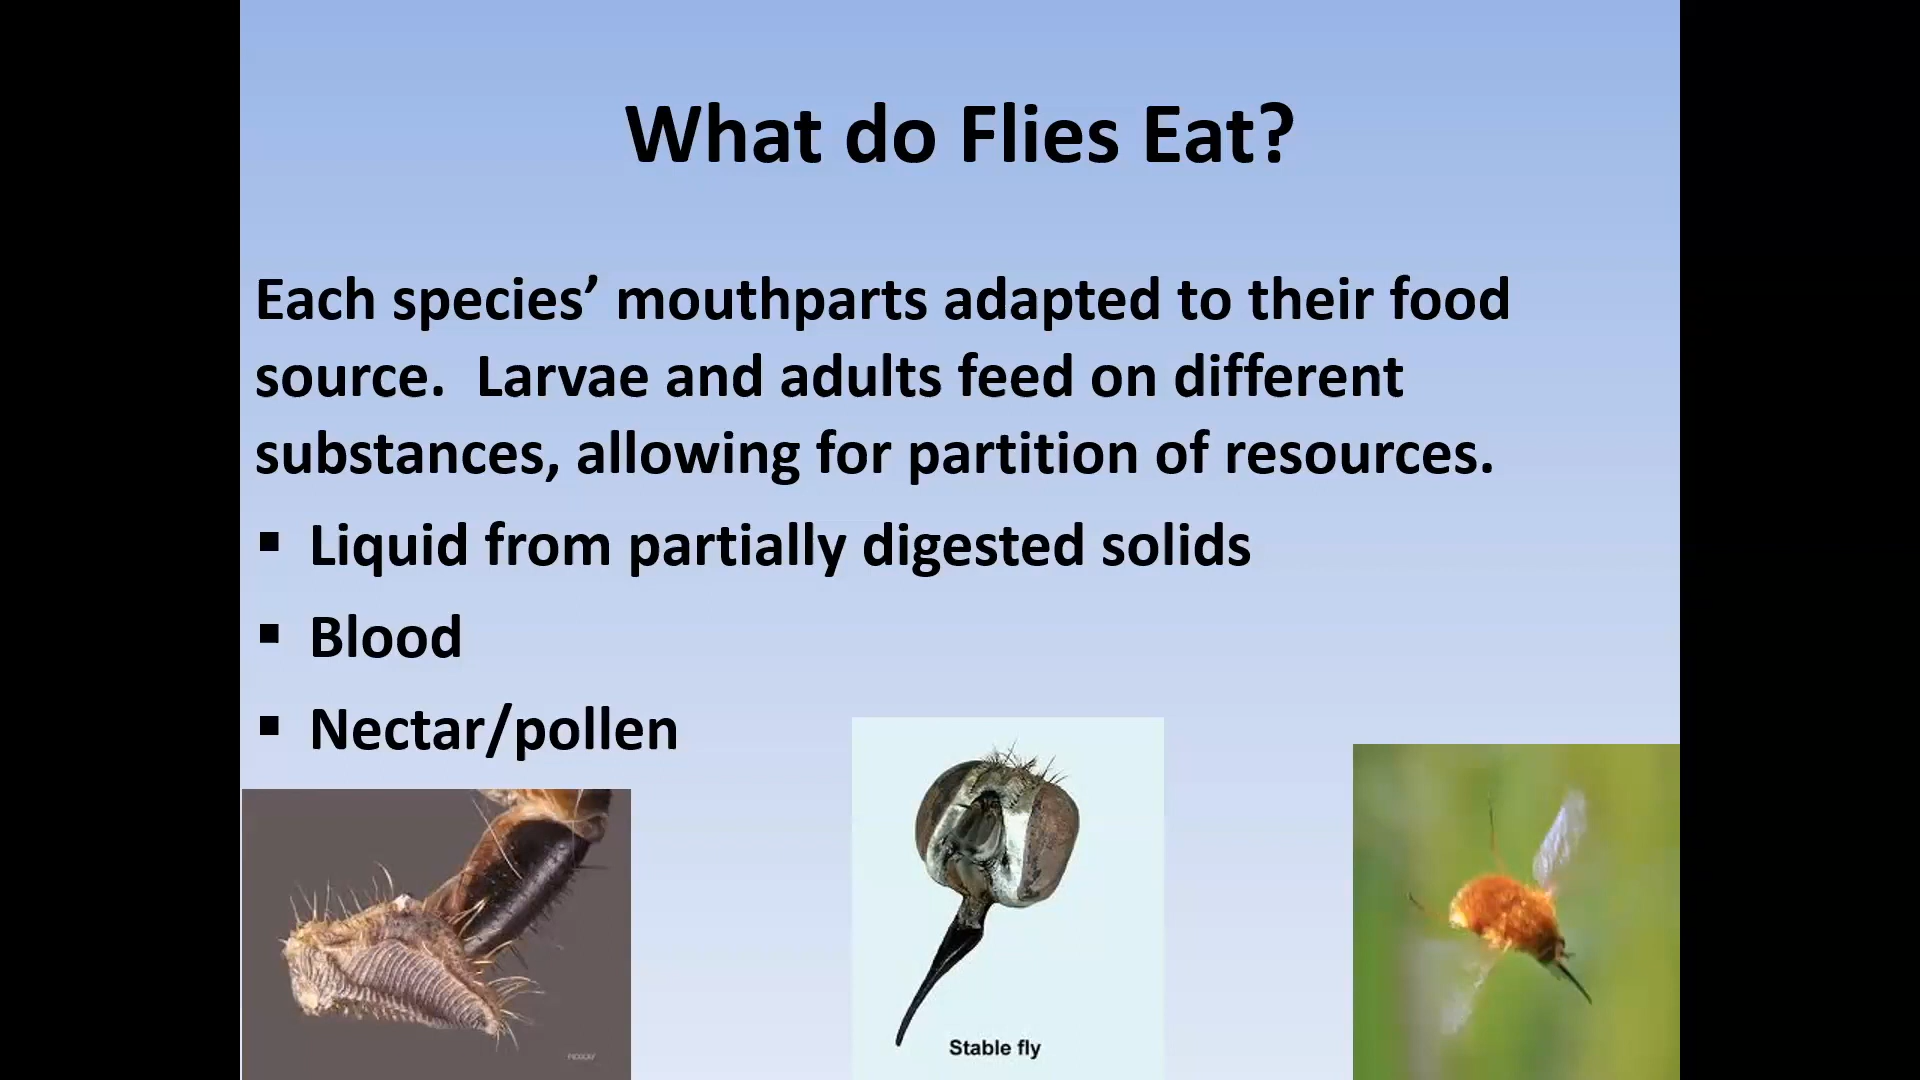 What do Flies Eat?
Each species’ mouthparts adapted to their food
source.  Larvae and adults feed on different
substances, allowing for partition of resources.
▪ Liquid from partially digested solids
▪ Blood
▪ Nectar/pollen
Stable fly